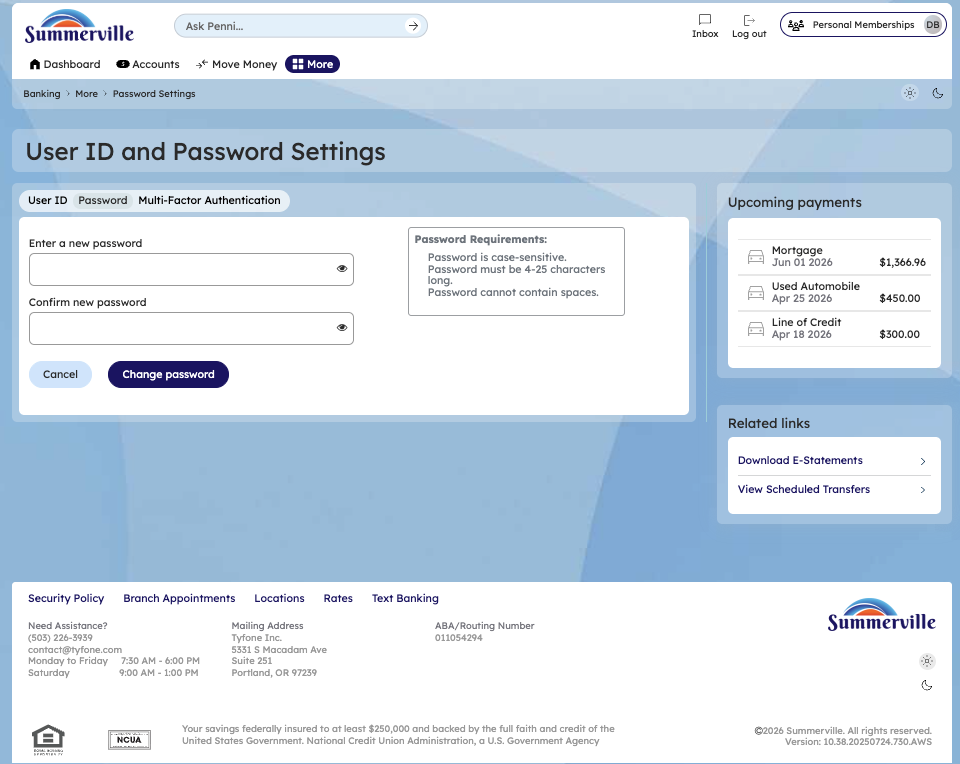 Summerville
Ask Penni...
Inbox
Log out
Personal Memberships
DB
Dashboard
Accounts
Move Money
More
Banking › More › Password Settings
User ID and Password Settings
User ID Password Multi-Factor Authentication
Enter a new password
Confirm new password
Cancel
Change password
Password Requirements:
Password is case-sensitive.
Password must be 4-25 characters
long.
Password cannot contain spaces.
Upcoming payments
Mortgage
Jun 01 2026 $1,366.96
Used Automobile
Apr 25 2026 $450.00
Line of Credit
Apr 18 2026 $300.00
Related links
Download E-Statements
View Scheduled Transfers
Security Policy Branch Appointments Locations Rates Text Banking
Need Assistance?
(503) 226-3939
contact@tyfone.com
Monday to Friday 7:30 AM - 6:00 PM
Saturday 9:00 AM - 1:00 PM
Mailing Address
Tyfone Inc.
5331 S Macadam Ave
Suite 251
Portland, OR 97239
ABA/Routing Number
011054294
Summerville
NCUA
Your savings federally insured to at least $250,000 and backed by the full faith and credit of the
United States Government. National Credit Union Administration, a U.S. Government Agency
©2026 Summerville. All rights reserved.
Version: 10.38.20250724.730.AWS